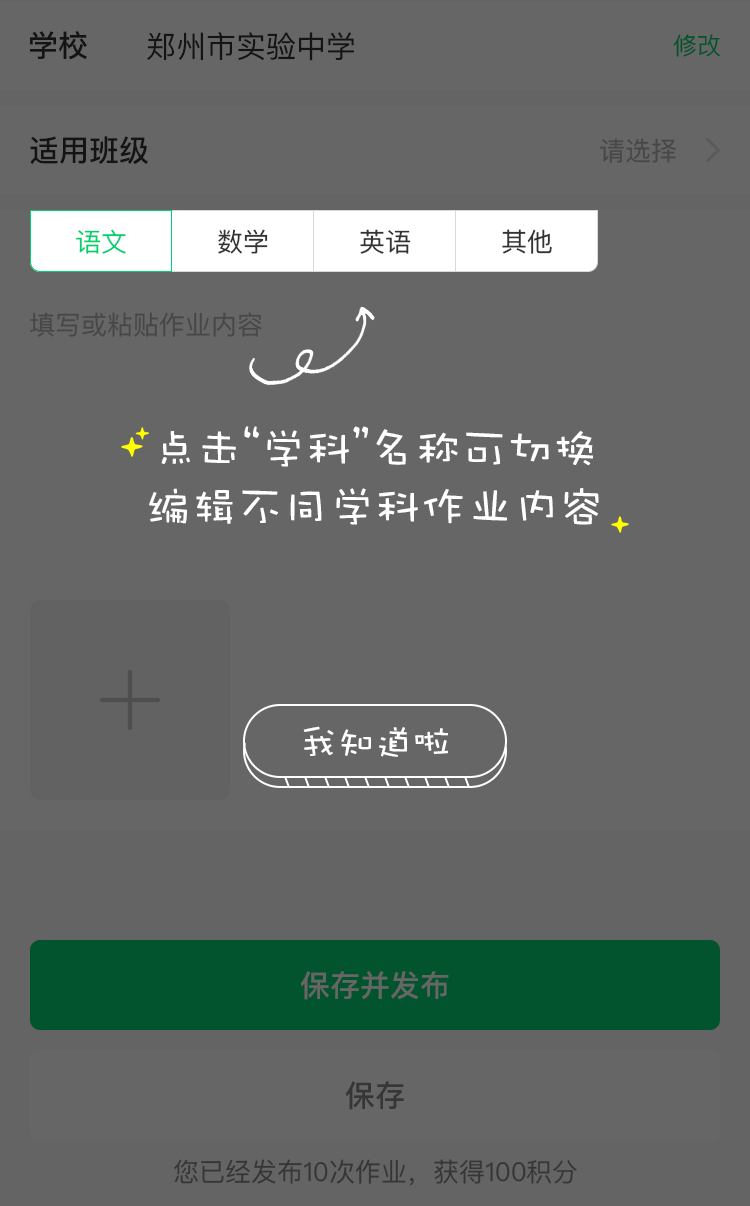 学校 郑州市实验中学 修改
适用班级 请选择
语文 数学 英语 其他
填写或粘贴作业内容
点击“学科”名称可切换
编辑不同学科作业内容
我知道啦
保存并发布
保存
您已经发布10次作业，获得100积分